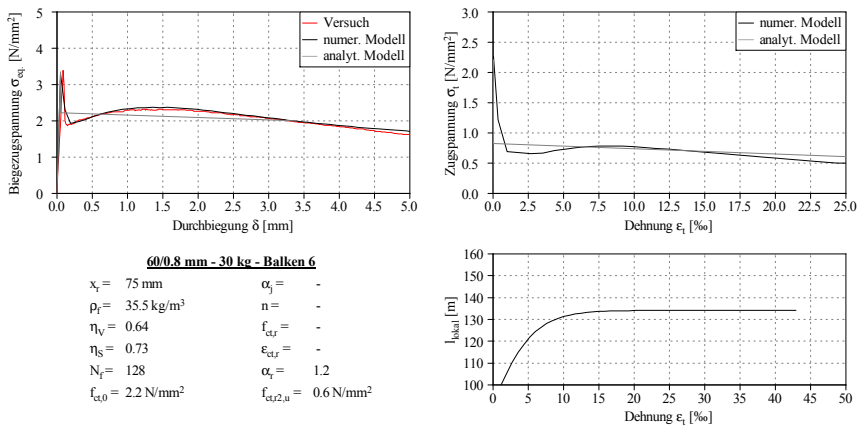 5
4
3
2
1
0
Biegezugspannung σeq. [N/mm²]
Versuch
numer. Modell
analyt. Modell
0.0 0.5 1.0 1.5 2.0 2.5 3.0 3.5 4.0 4.5 5.0
Durchbiegung δ [mm]
3.0
2.5
2.0
1.5
1.0
0.5
0.0
Zugspannung σt [N/mm²]
numer. Modell
analyt. Modell
0.0 2.5 5.0 7.5 10.0 12.5 15.0 17.5 20.0 22.5 25.0
Dehnung εt [‰]
60/0.8 mm - 30 kg - Balken 6
xr = 75 mm αj = -
ρf = 35.5 kg/m³ n = -
ηV = 0.64 fct,r = -
ηS = 0.73 εct,r = -
Nf = 128 αr = 1.2
fct,0 = 2.2 N/mm² fct,r2,u = 0.6 N/mm²
160
150
140
130
120
110
100
llokal [m]
0 5 10 15 20 25 30 35 40 45 50
Dehnung εt [‰]